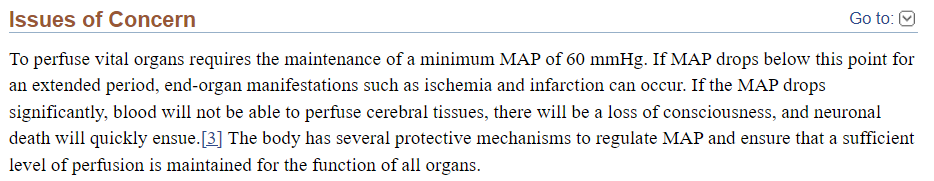 Issues of Concern
Go to:
To perfuse vital organs requires the maintenance of a minimum MAP of 60 mmHg. If MAP drops below this point for
an extended period, end-organ manifestations such as ischemia and infarction can occur. If the MAP drops
significantly, blood will not be able to perfuse cerebral tissues, there will be a loss of consciousness, and neuronal
death will quickly ensue.[3] The body has several protective mechanisms to regulate MAP and ensure that a sufficient
level of perfusion is maintained for the function of all organs.